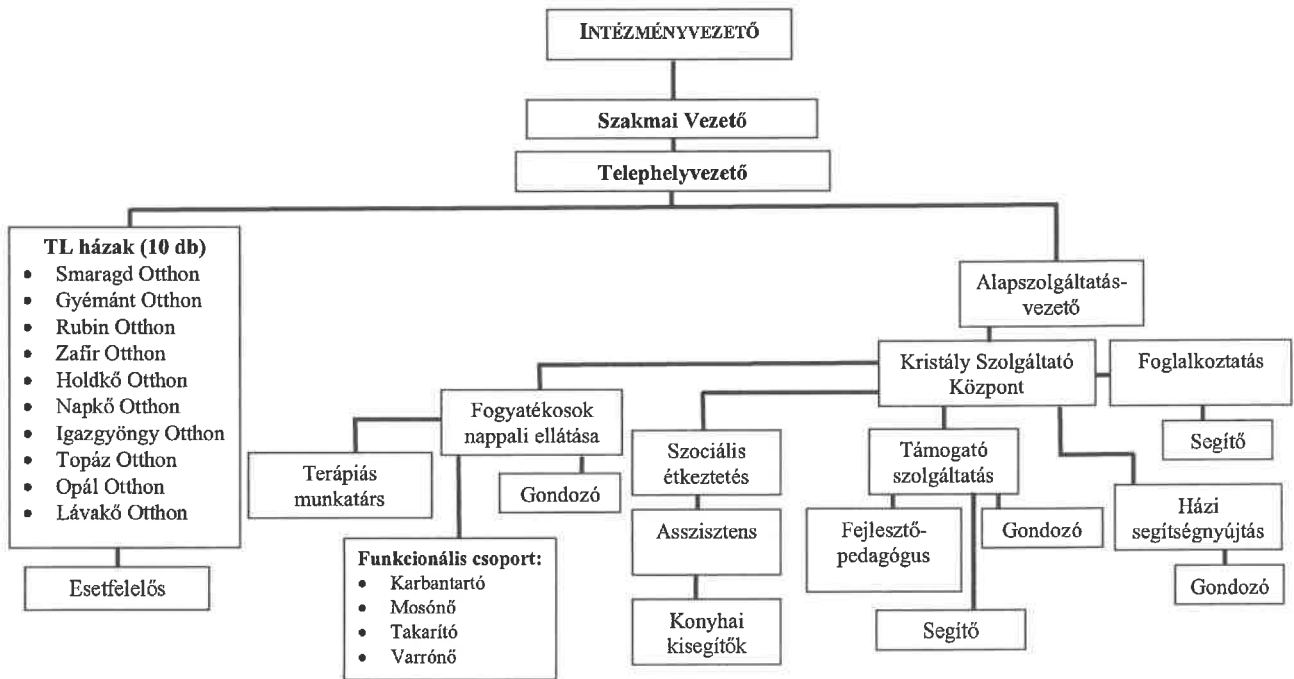 INTÉZMÉNYVEZETŐ
Szakmai Vezető
Telephelyvezető
TL házak (10 db)
• Smaragd Otthon
• Gyémánt Otthon
• Rubin Otthon
• Zafír Otthon
• Holdkő Otthon
• Napkő Otthon
• Igazgyöngy Otthon
• Topáz Otthon
• Opál Otthon
• Lávakő Otthon
Esetfelelős
Alapszolgáltatás-
vezető
Kristály Szolgáltató
Központ
Foglalkoztatás
Segítő
Fogyatékosok
nappali ellátása
Terápiás
munkatárs
Gondozó
Funkcionális csoport:
• Karbantartó
• Mosónő
• Takarító
• Varrónő
Szociális
étkeztetés
Asszisztens
Konyhai
kisegítők
Támogató
szolgáltatás
Fejlesztő-
pedagógus
Gondozó
Segítő
Házi
segítségnyújtás
Gondozó